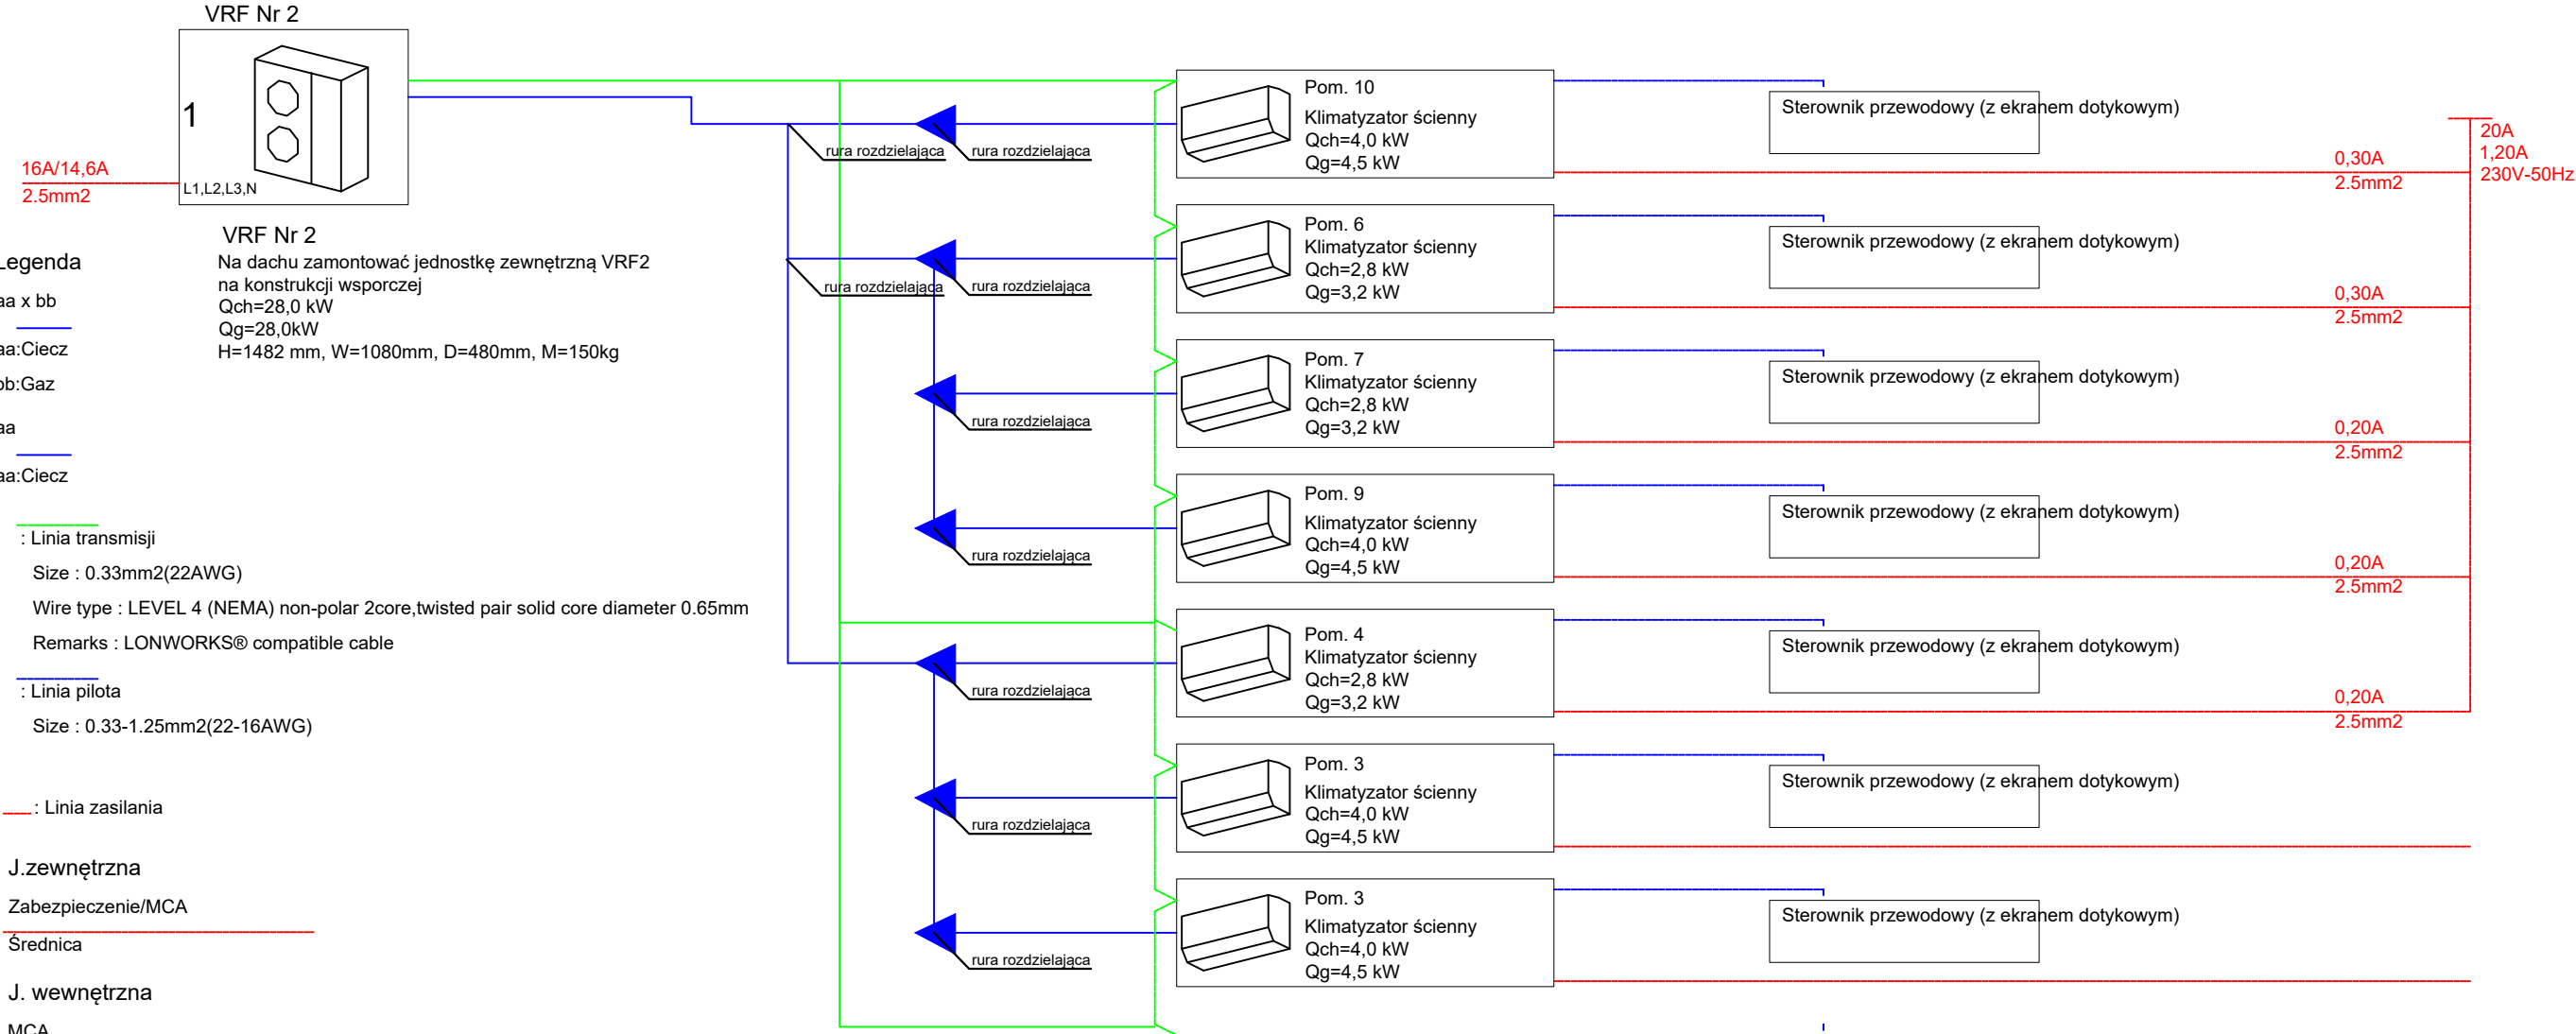 VRF Nr 2
1
L1,L2,L3,N
16A/14,6A
2.5mm2
VRF Nr 2
Na dachu zamontować jednostkę zewnętrzną VRF2
na konstrukcji wsporczej
Qch=28,0 kW
Qg=28,0kW
H=1482 mm, W=1080mm, D=480mm, M=150kg
Legenda
aa x bb
aa:Ciecz
bb:Gaz
aa
aa:Ciecz
: Linia transmisji
Size : 0.33mm2(22AWG)
Wire type : LEVEL 4 (NEMA) non-polar 2core,twisted pair solid core diameter 0.65mm
Remarks : LONWORKS® compatible cable
: Linia pilota
Size : 0.33-1.25mm2(22-16AWG)
: Linia zasilania
J.zewnętrzna
Zabezpieczenie/MCA
Średnica
J. wewnętrzna
MCA
rura rozdzielająca
rura rozdzielająca
Pom. 10
Klimatyzator ścienny
Qch=4,0 kW
Qg=4,5 kW
Sterownik przewodowy (z ekranem dotykowym)
0,30A
2.5mm2
20A
1,20A
230V-50Hz
rura rozdzielająca
rura rozdzielająca
Pom. 6
Klimatyzator ścienny
Qch=2,8 kW
Qg=3,2 kW
Sterownik przewodowy (z ekranem dotykowym)
0,30A
2.5mm2
rura rozdzielająca
Pom. 7
Klimatyzator ścienny
Qch=2,8 kW
Qg=3,2 kW
Sterownik przewodowy (z ekranem dotykowym)
0,20A
2.5mm2
rura rozdzielająca
Pom. 9
Klimatyzator ścienny
Qch=4,0 kW
Qg=4,5 kW
Sterownik przewodowy (z ekranem dotykowym)
0,20A
2.5mm2
rura rozdzielająca
Pom. 4
Klimatyzator ścienny
Qch=2,8 kW
Qg=3,2 kW
Sterownik przewodowy (z ekranem dotykowym)
0,20A
2.5mm2
rura rozdzielająca
Pom. 3
Klimatyzator ścienny
Qch=4,0 kW
Qg=4,5 kW
Sterownik przewodowy (z ekranem dotykowym)
rura rozdzielająca
Pom. 3
Klimatyzator ścienny
Qch=4,0 kW
Qg=4,5 kW
Sterownik przewodowy (z ekranem dotykowym)